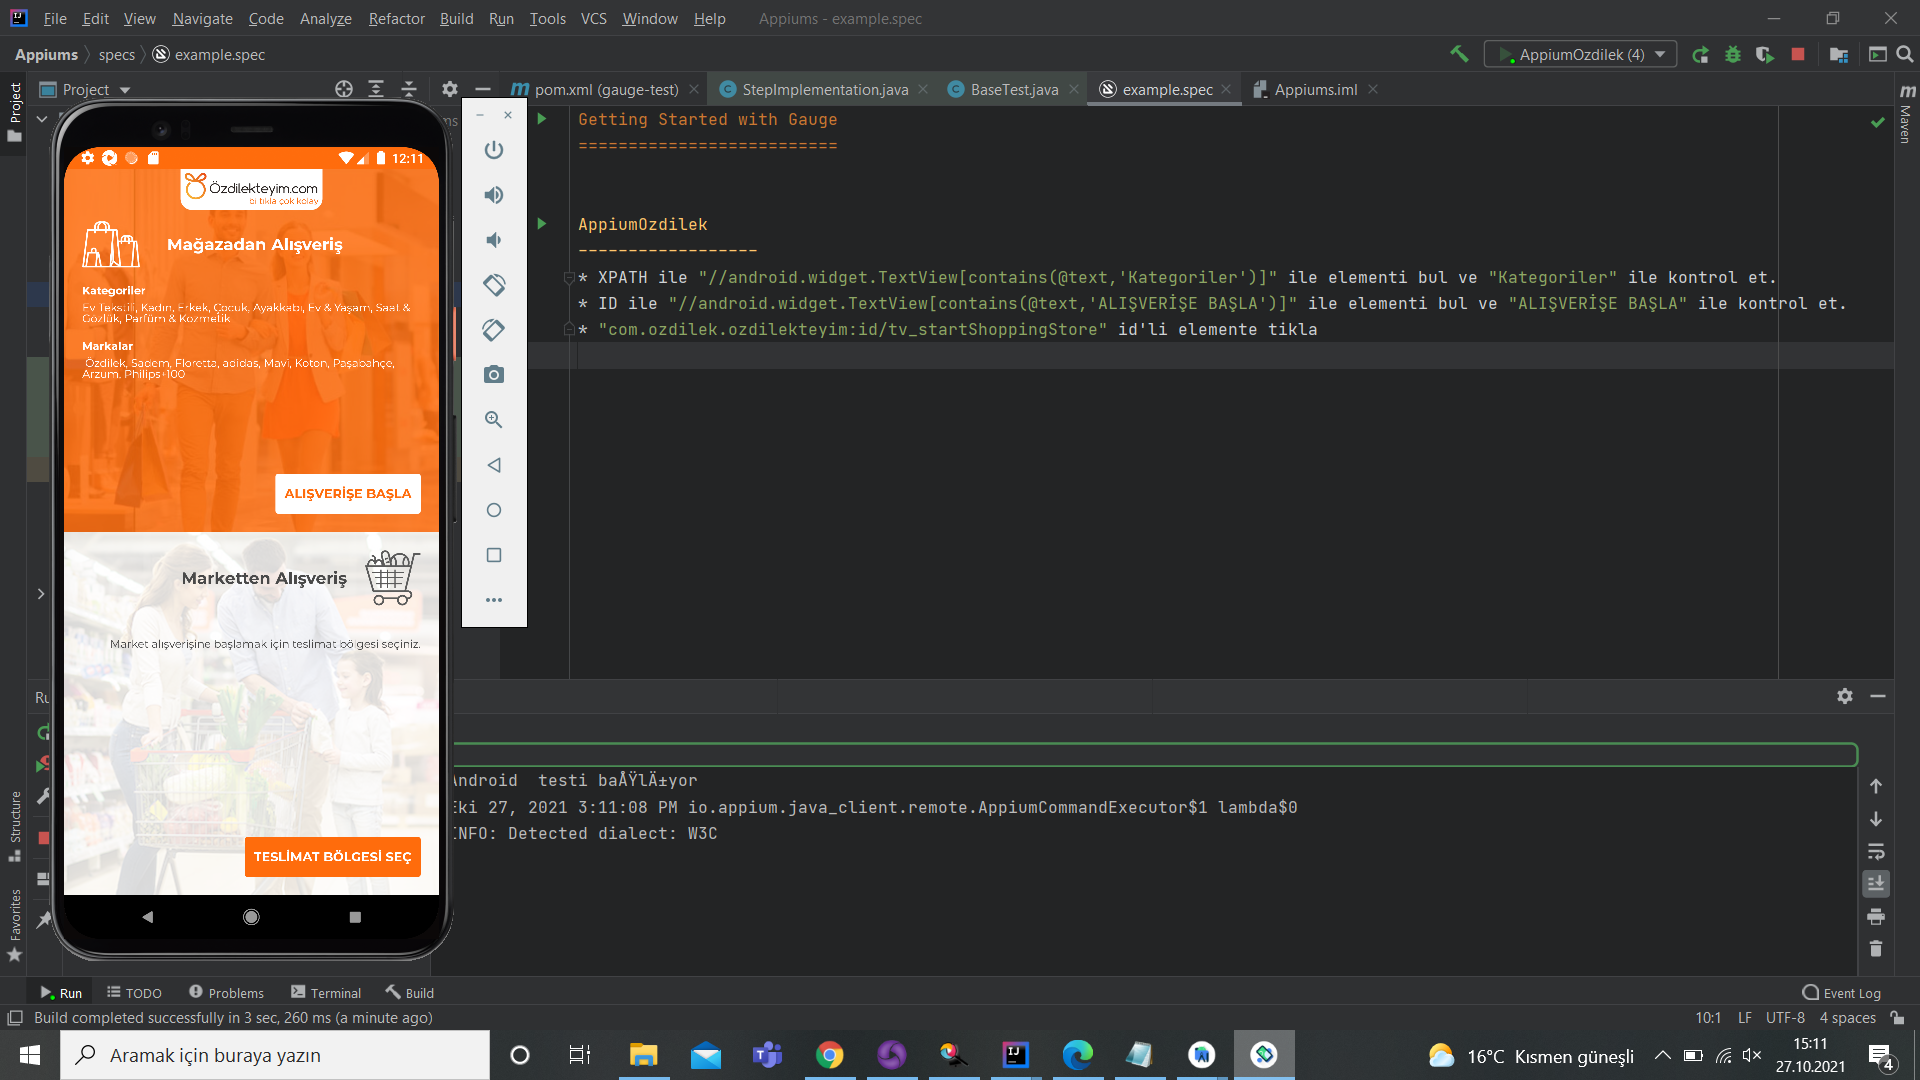 File Edit View Navigate Code Analyze Refactor Build Run Tools VCS Window Help Appiums - example.spec
Appiums specs example.spec
AppiumOzdilek (4)
Project
pom.xml (gauge-test) StepImplementation.java BaseTest.java example.spec Appiums.iml
Project
Maven
Structure
Favorites
12:11
Özdilekteyim.com
bi tıkla çok kolay
Mağazadan Alışveriş
Kategoriler
Ev Tekstili, Kadın, Erkek, Çocuk, Ayakkabı, Ev & Yaşam, Saat &
Gözlük, Parfüm & Kozmetik
Markalar
Özdilek, Sadem, Floretta, adidas, Mavi, Koton, Paşabahçe,
Arzum, Philips+100
ALIŞVERİŞE BAŞLA
Marketten Alışveriş
Market alışverişine başlamak için teslimat bölgesi seçiniz.
TESLİMAT BÖLGESİ SEÇ
Getting Started with Gauge
==========================
AppiumOzdilek
------------------
* XPATH ile "//android.widget.TextView[contains(@text,'Kategoriler')]" ile elementi bul ve "Kategoriler" ile kontrol et.
* ID ile "//android.widget.TextView[contains(@text,'ALIŞVERİŞE BAŞLA')]" ile elementi bul ve "ALIŞVERİŞE BAŞLA" ile kontrol et.
* "com.ozdilek.ozdilekteyim:id/tv_startShoppingStore" id'li elemente tikla
Ru
Android testi baÅŸlÄ±yor
Eki 27, 2021 3:11:08 PM io.appium.java_client.remote.AppiumCommandExecutor$1 lambda$0
INFO: Detected dialect: W3C
Run TODO Problems Terminal Build Event Log
Build completed successfully in 3 sec, 260 ms (a minute ago) 10:1 LF UTF-8 4 spaces
Aramak için buraya yazın
16°C Kısmen güneşli
15:11
27.10.2021
4